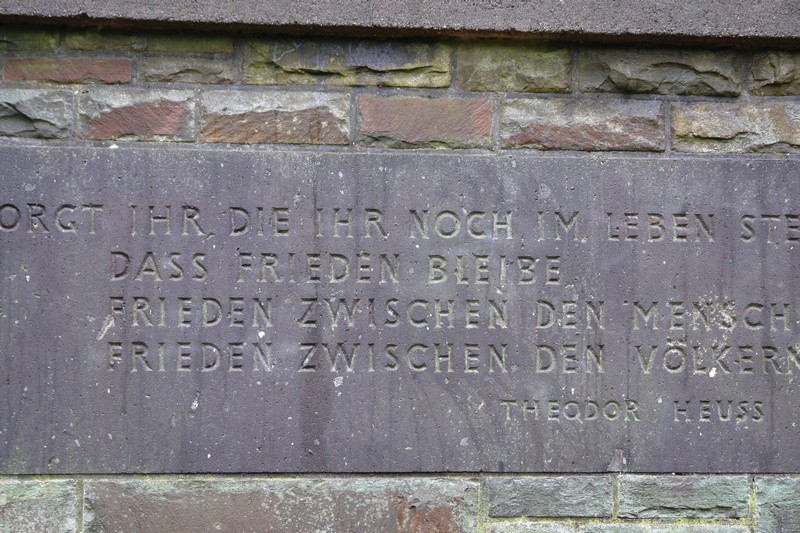 ORGT IHR, DIE IHR NOCH IM LEBEN STE
DASS FRIEDEN BLEIBE
FRIEDEN ZWISCHEN DEN MENSCH
FRIEDEN ZWISCHEN DEN VÖLKERN
THEODOR HEUSS